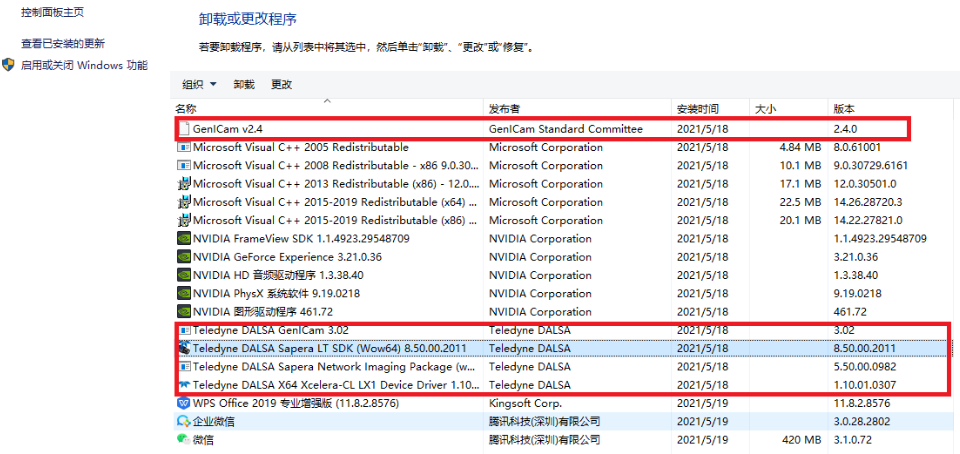 控制面板主页
卸载或更改程序
查看已安装的更新
若要卸载程序，请从列表中将其选中，然后单击“卸载”、“更改”或“修复”。
启用或关闭 Windows 功能
组织 卸载 更改
名称 发布者 安装时间 大小 版本
GenICam v2.4 GenICam Standard Committee 2021/5/18 2.4.0
Microsoft Visual C++ 2005 Redistributable Microsoft Corporation 2021/5/18 4.84 MB 8.0.61001
Microsoft Visual C++ 2008 Redistributable - x86 9.0.30... Microsoft Corporation 2021/5/18 10.1 MB 9.0.30729.6161
Microsoft Visual C++ 2013 Redistributable (x86) - 12.0... Microsoft Corporation 2021/5/18 17.1 MB 12.0.30501.0
Microsoft Visual C++ 2015-2019 Redistributable (x64) ... Microsoft Corporation 2021/5/18 22.5 MB 14.26.28720.3
Microsoft Visual C++ 2015-2019 Redistributable (x86) ... Microsoft Corporation 2021/5/18 20.1 MB 14.22.27821.0
NVIDIA FrameView SDK 1.1.4923.29548709 NVIDIA Corporation 2021/5/18 1.1.4923.29548709
NVIDIA GeForce Experience 3.21.0.36 NVIDIA Corporation 2021/5/18 3.21.0.36
NVIDIA HD 音频驱动程序 1.3.38.40 NVIDIA Corporation 2021/5/18 1.3.38.40
NVIDIA PhysX 系统软件 9.19.0218 NVIDIA Corporation 2021/5/18 9.19.0218
NVIDIA 图形驱动程序 461.72 NVIDIA Corporation 2021/5/18 461.72
Teledyne DALSA GenICam 3.02 Teledyne DALSA 2021/5/18 3.02
Teledyne DALSA Sapera LT SDK (Wow64) 8.50.00.2011 Teledyne DALSA 2021/5/18 8.50.00.2011
Teledyne DALSA Sapera Network Imaging Package (w... Teledyne DALSA 2021/5/18 5.50.00.0982
Teledyne DALSA X64 Xcelera-CL LX1 Device Driver 1.10... Teledyne DALSA 2021/5/18 1.10.01.0307
WPS Office 2019 专业增强版 (11.8.2.8576) Kingsoft Corp. 2021/5/19 11.8.2.8576
企业微信 腾讯科技(深圳)有限公司 2021/5/19 3.0.28.2802
微信 腾讯科技(深圳)有限公司 2021/5/19 420 MB 3.1.0.72